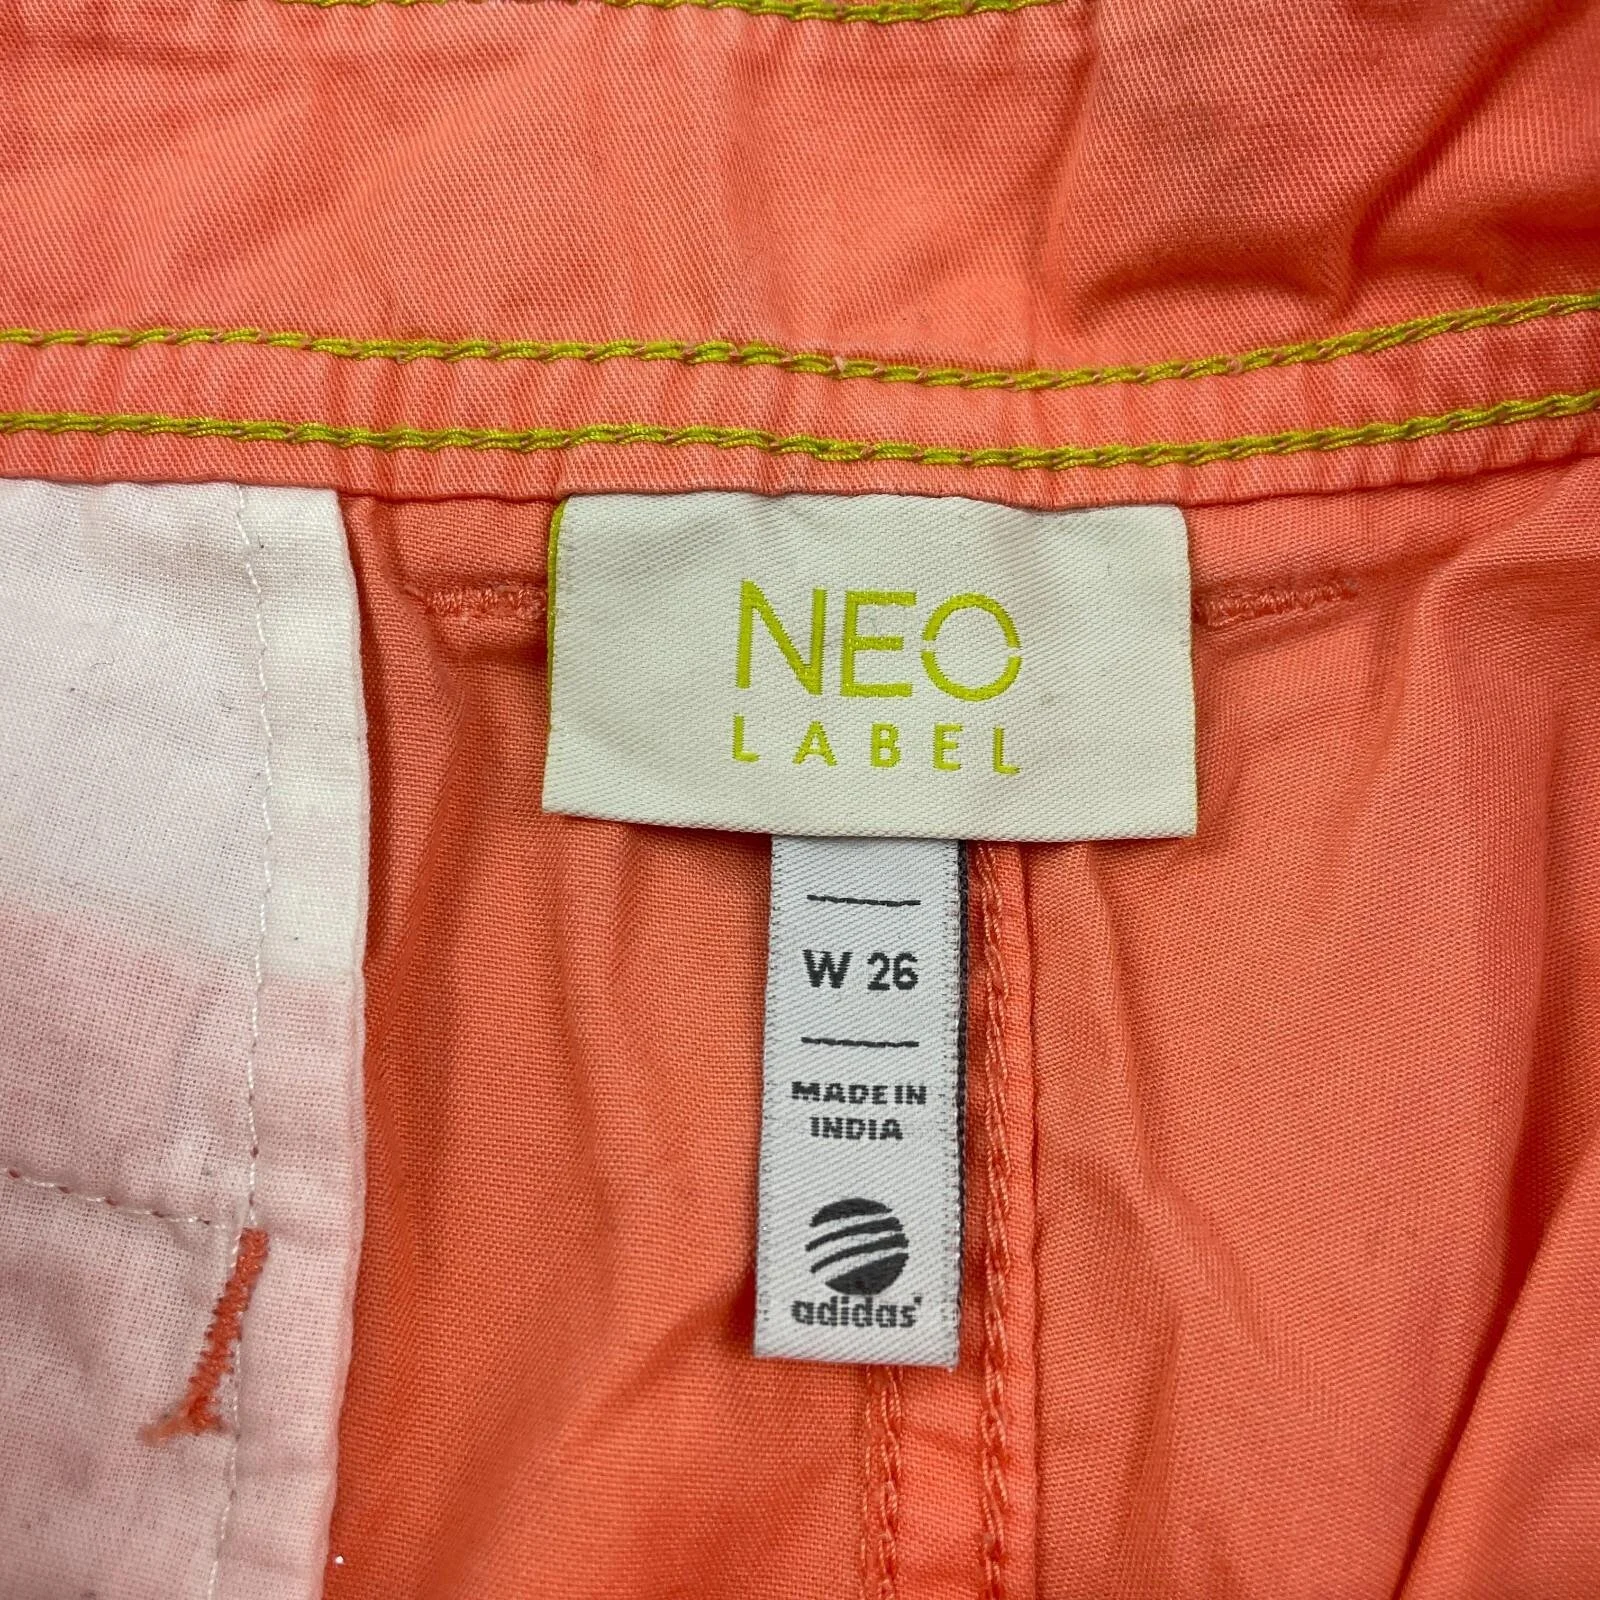 NEO
LABEL
W 26
MADE IN
INDIA
adidas